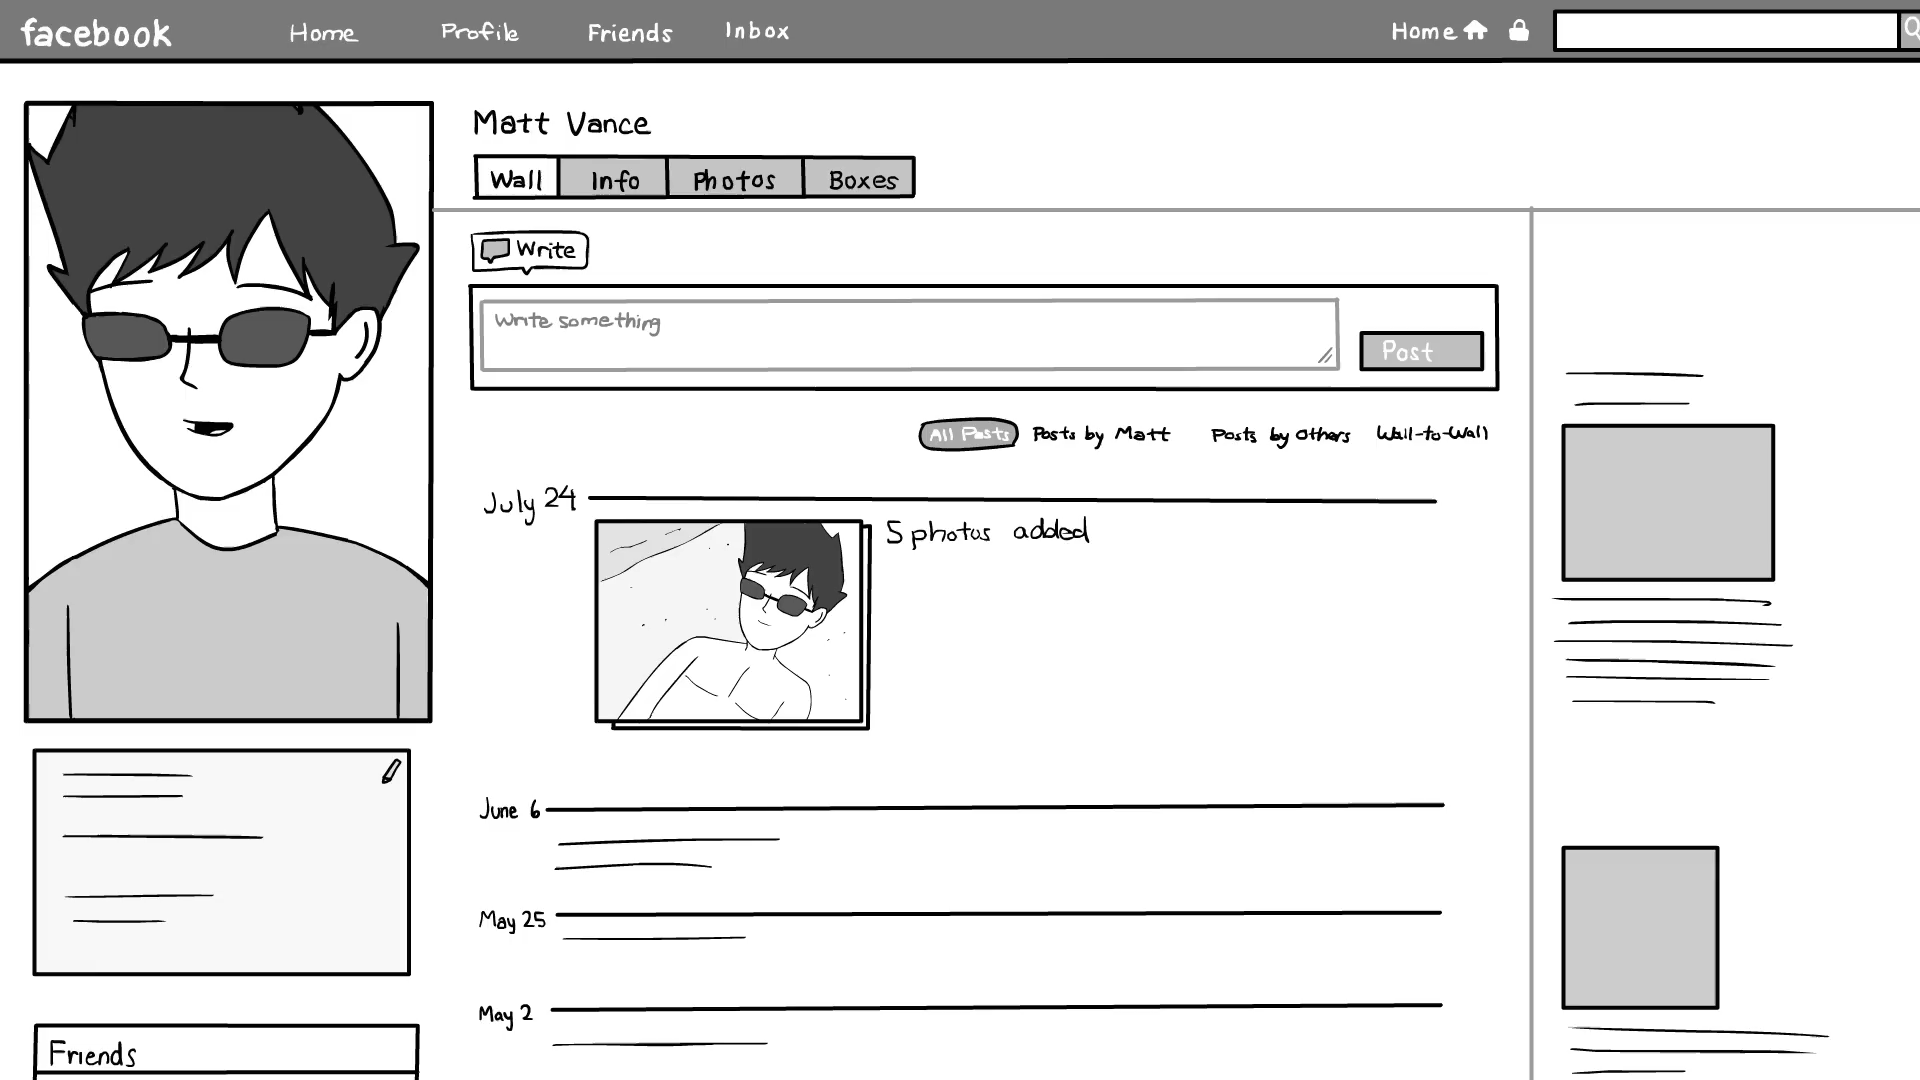 facebook Home Profile Friends Inbox Home
Matt Vance
Wall Info Photos Boxes
Write
Write something
Post
All Posts Posts by Matt Posts by Others Wall-to-Wall
July 24
5 photos added
June 6
May 25
May 2
Friends